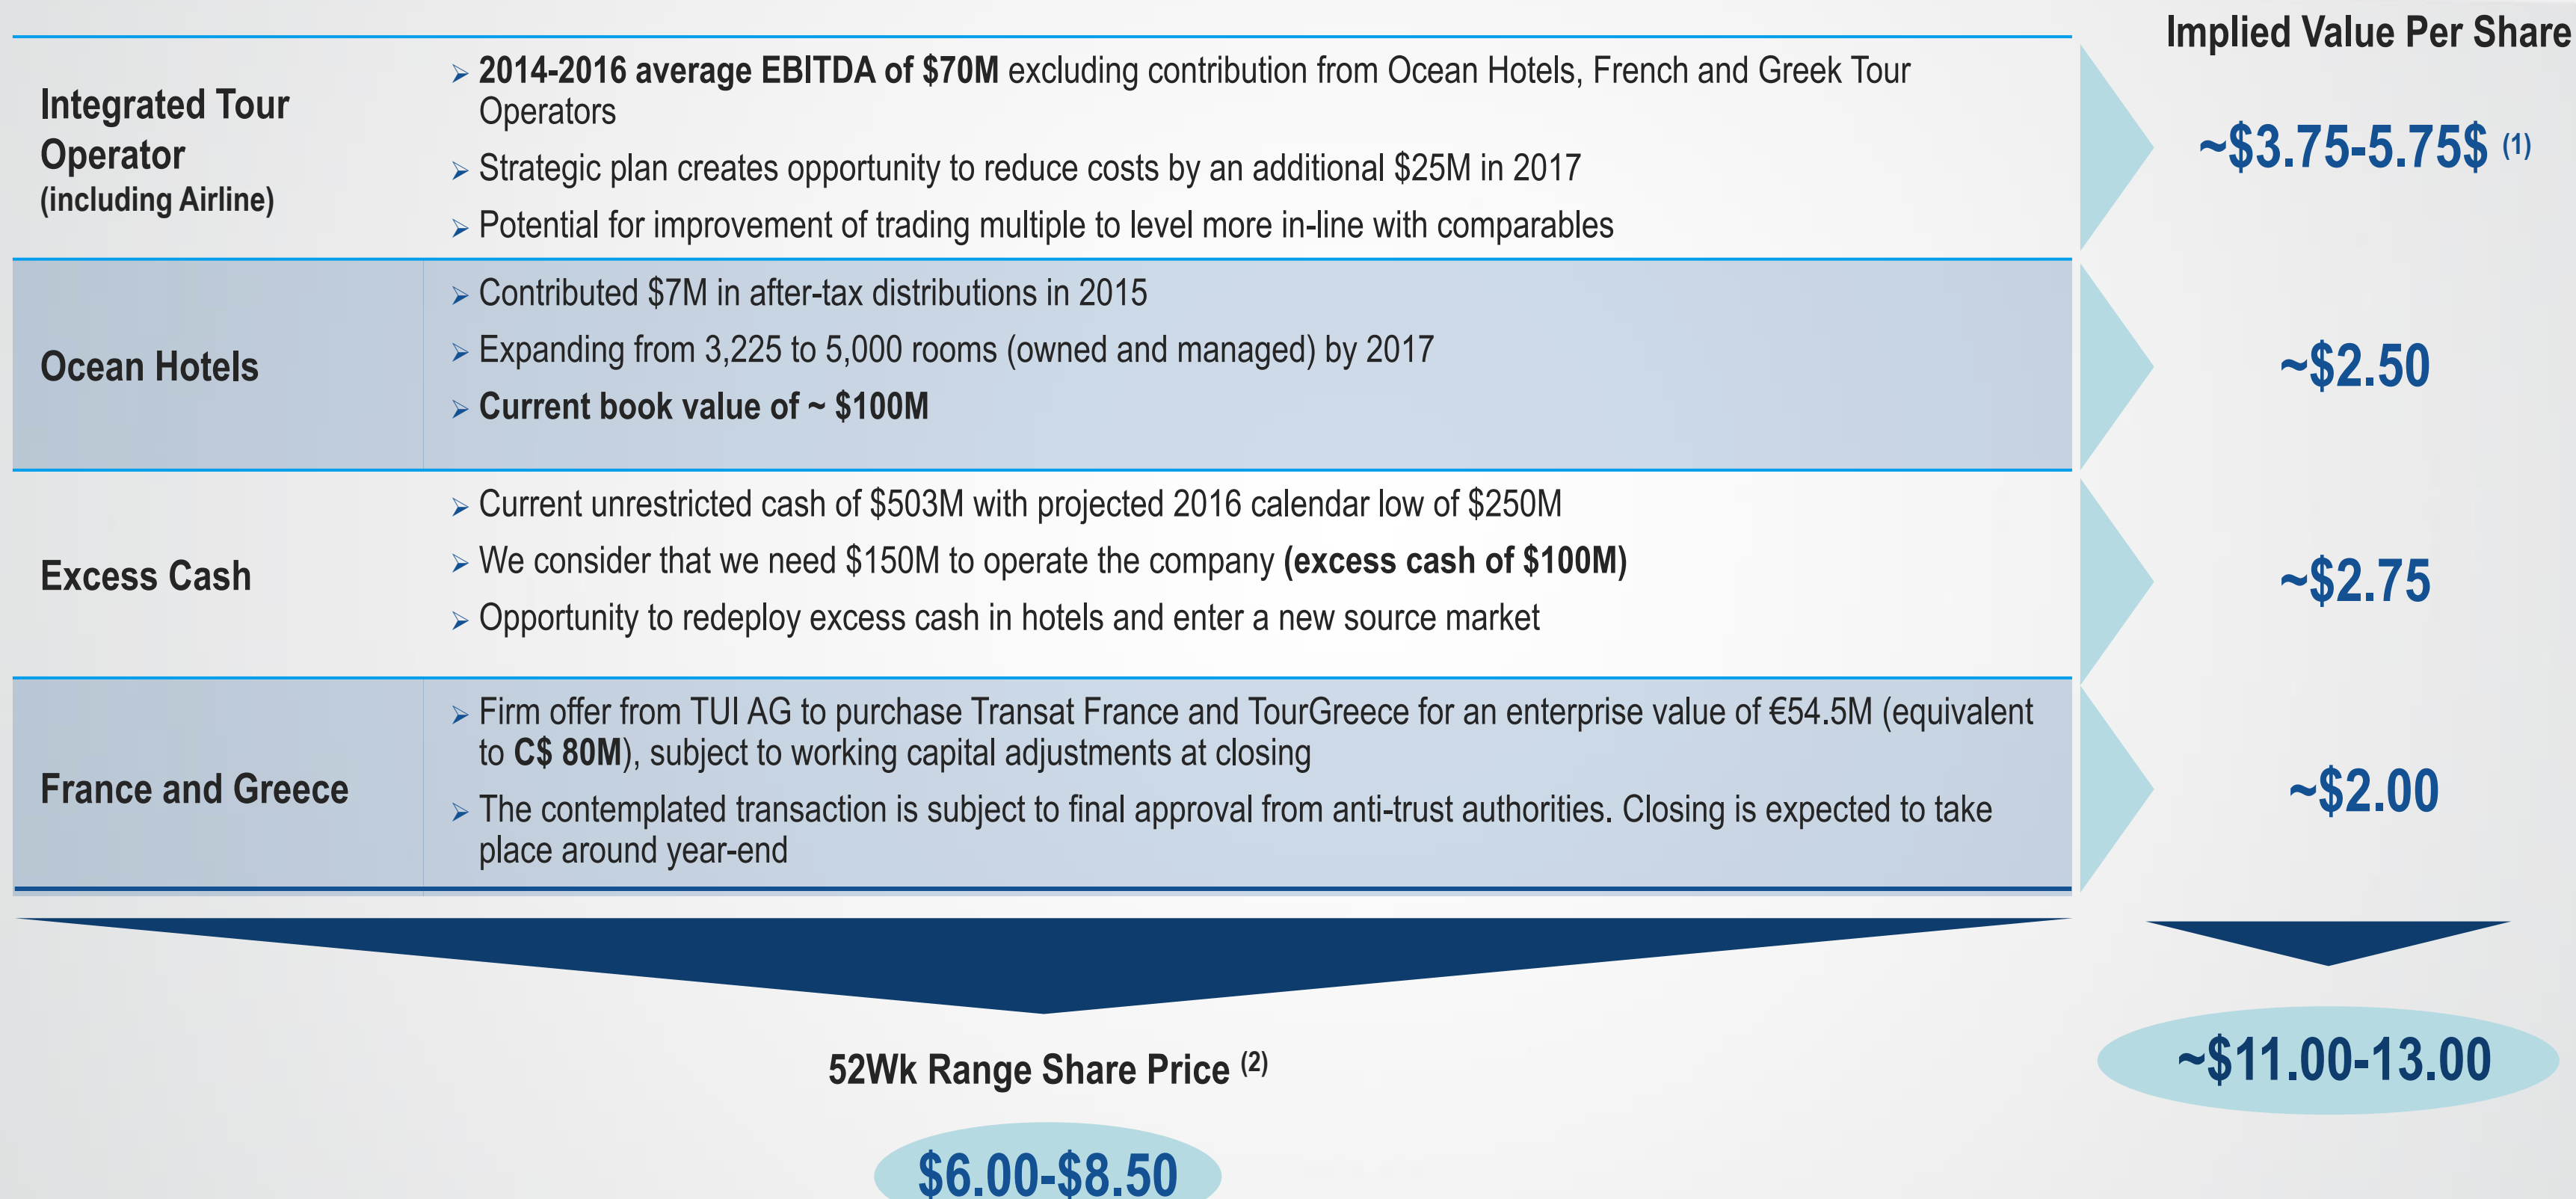 Implied Value Per Share
Integrated Tour
Operator
(including Airline)
➢ 2014-2016 average EBITDA of $70M excluding contribution from Ocean Hotels, French and Greek Tour
Operators
➢ Strategic plan creates opportunity to reduce costs by an additional $25M in 2017
➢ Potential for improvement of trading multiple to level more in-line with comparables
~$3.75-5.75$ (1)
Ocean Hotels
➢ Contributed $7M in after-tax distributions in 2015
➢ Expanding from 3,225 to 5,000 rooms (owned and managed) by 2017
➢ Current book value of ~ $100M
~$2.50
Excess Cash
➢ Current unrestricted cash of $503M with projected 2016 calendar low of $250M
➢ We consider that we need $150M to operate the company (excess cash of $100M)
➢ Opportunity to redeploy excess cash in hotels and enter a new source market
~$2.75
France and Greece
➢ Firm offer from TUI AG to purchase Transat France and TourGreece for an enterprise value of €54.5M (equivalent
to C$ 80M), subject to working capital adjustments at closing
➢ The contemplated transaction is subject to final approval from anti-trust authorities. Closing is expected to take
place around year-end
~$2.00
52Wk Range Share Price (2)
$6.00-$8.50
~$11.00-13.00